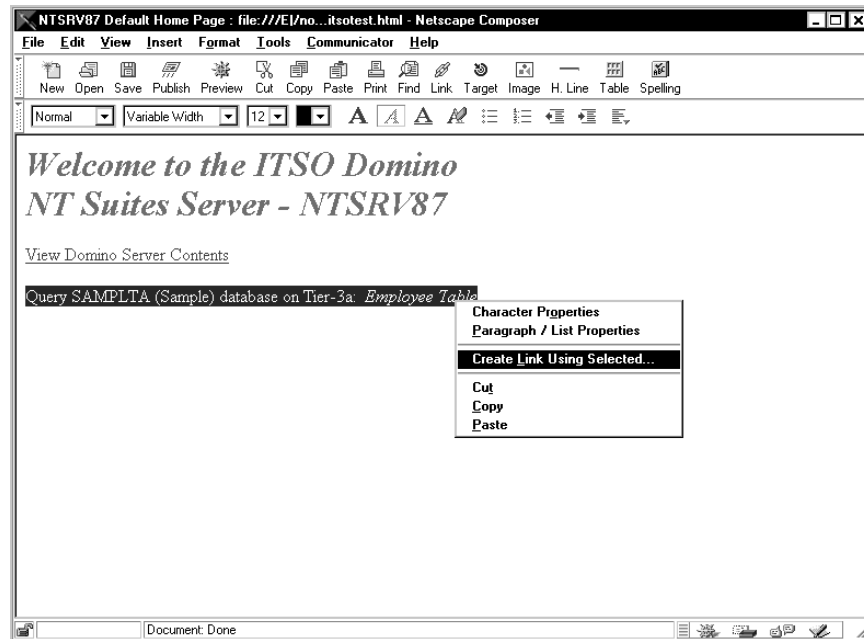 NTSRV87 Default Home Page : file:///E|/no...itsotest.html - Netscape Composer
File Edit View Insert Format Tools Communicator Help
New Open Save Publish Preview Cut Copy Paste Print Find Link Target Image H. Line Table Spelling
Normal Variable Width 12 A A A A
Welcome to the ITSO Domino
NT Suites Server - NTSRV87
View Domino Server Contents
Query SAMPLTA (Sample) database on Tier-3a: Employee Table
Character Properties
Paragraph / List Properties
Create Link Using Selected...
Cut
Copy
Paste
Document: Done